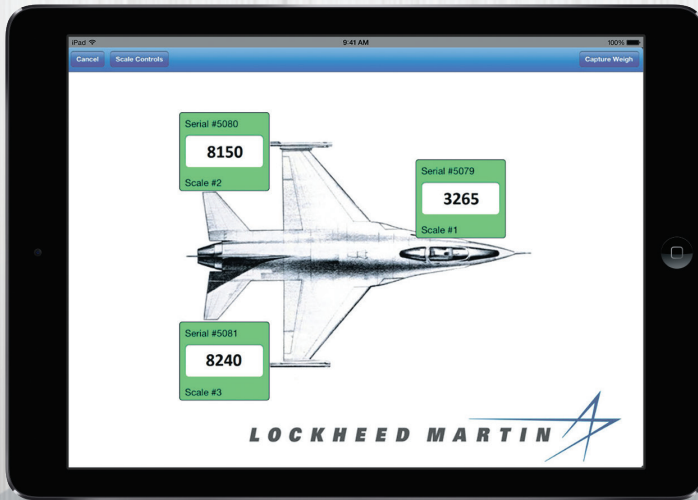 iPad
9:41 AM
100%
Cancel
Scale Controls
Capture Weigh
Serial #5080
8150
Scale #2
Serial #5079
3265
Scale #1
Serial #5081
8240
Scale #3
LOCKHEED MARTIN